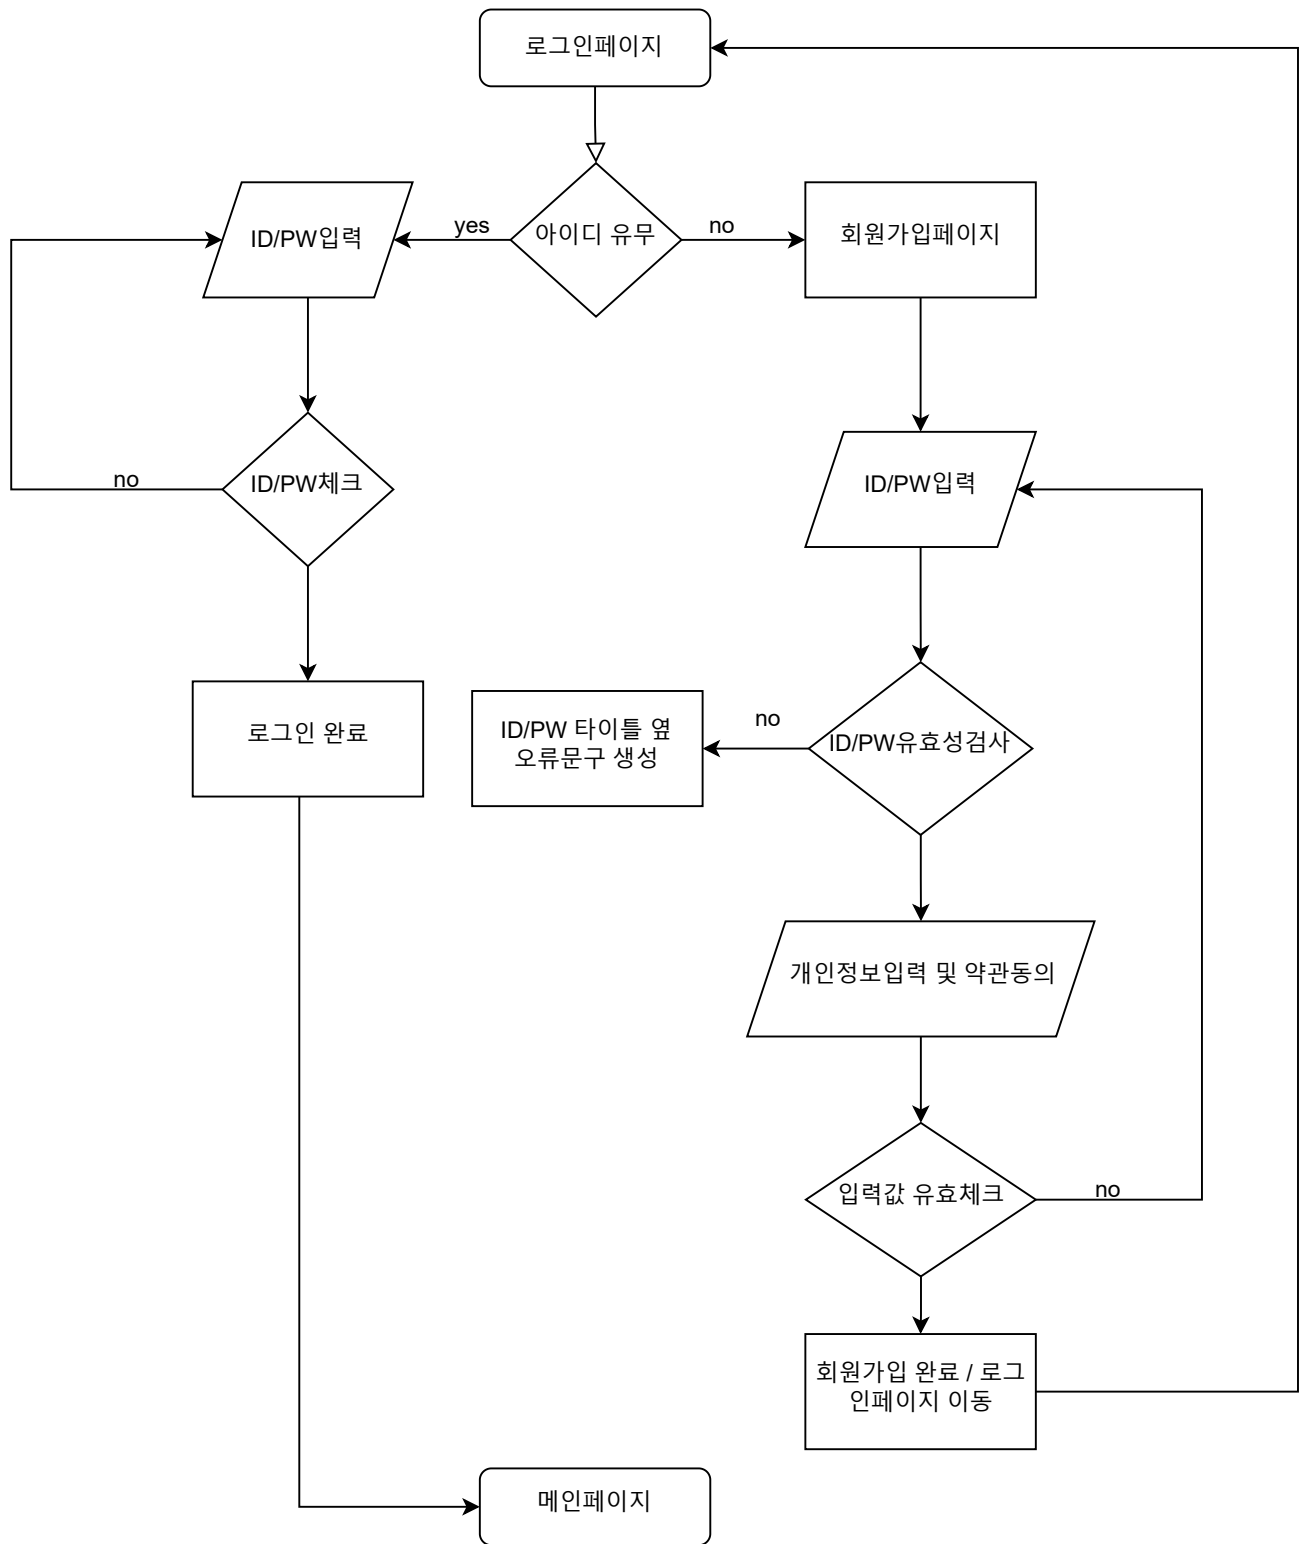 로그인페이지
yes
아이디 유무
no
ID/PW입력
회원가입페이지
no
ID/PW체크
ID/PW입력
로그인 완료
ID/PW 타이틀 옆
오류문구 생성
no
ID/PW유효성검사
개인정보입력 및 약관동의
입력값 유효체크
no
회원가입 완료 / 로그
인페이지 이동
메인페이지